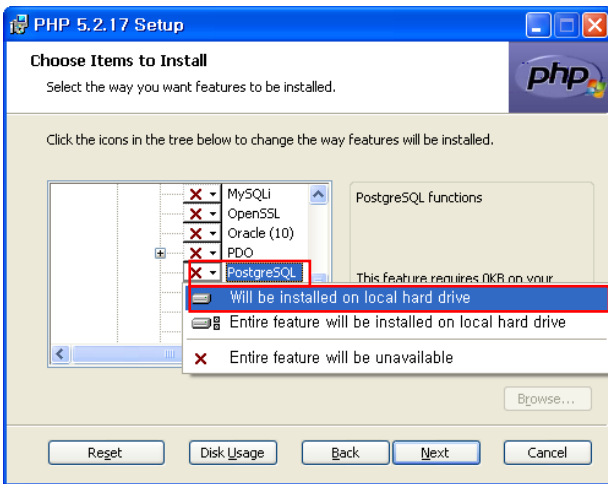 PHP 5.2.17 Setup
Choose Items to Install
Select the way you want features to be installed.
php
Click the icons in the tree below to change the way features will be installed.
MySQLi
OpenSSL
Oracle (10)
PDO
PostgreSQL
PostgreSQL functions
This feature requires 0KB on your
Will be installed on local hard drive
Entire feature will be installed on local hard drive
Entire feature will be unavailable
Browse...
Reset
Disk Usage
Back
Next
Cancel